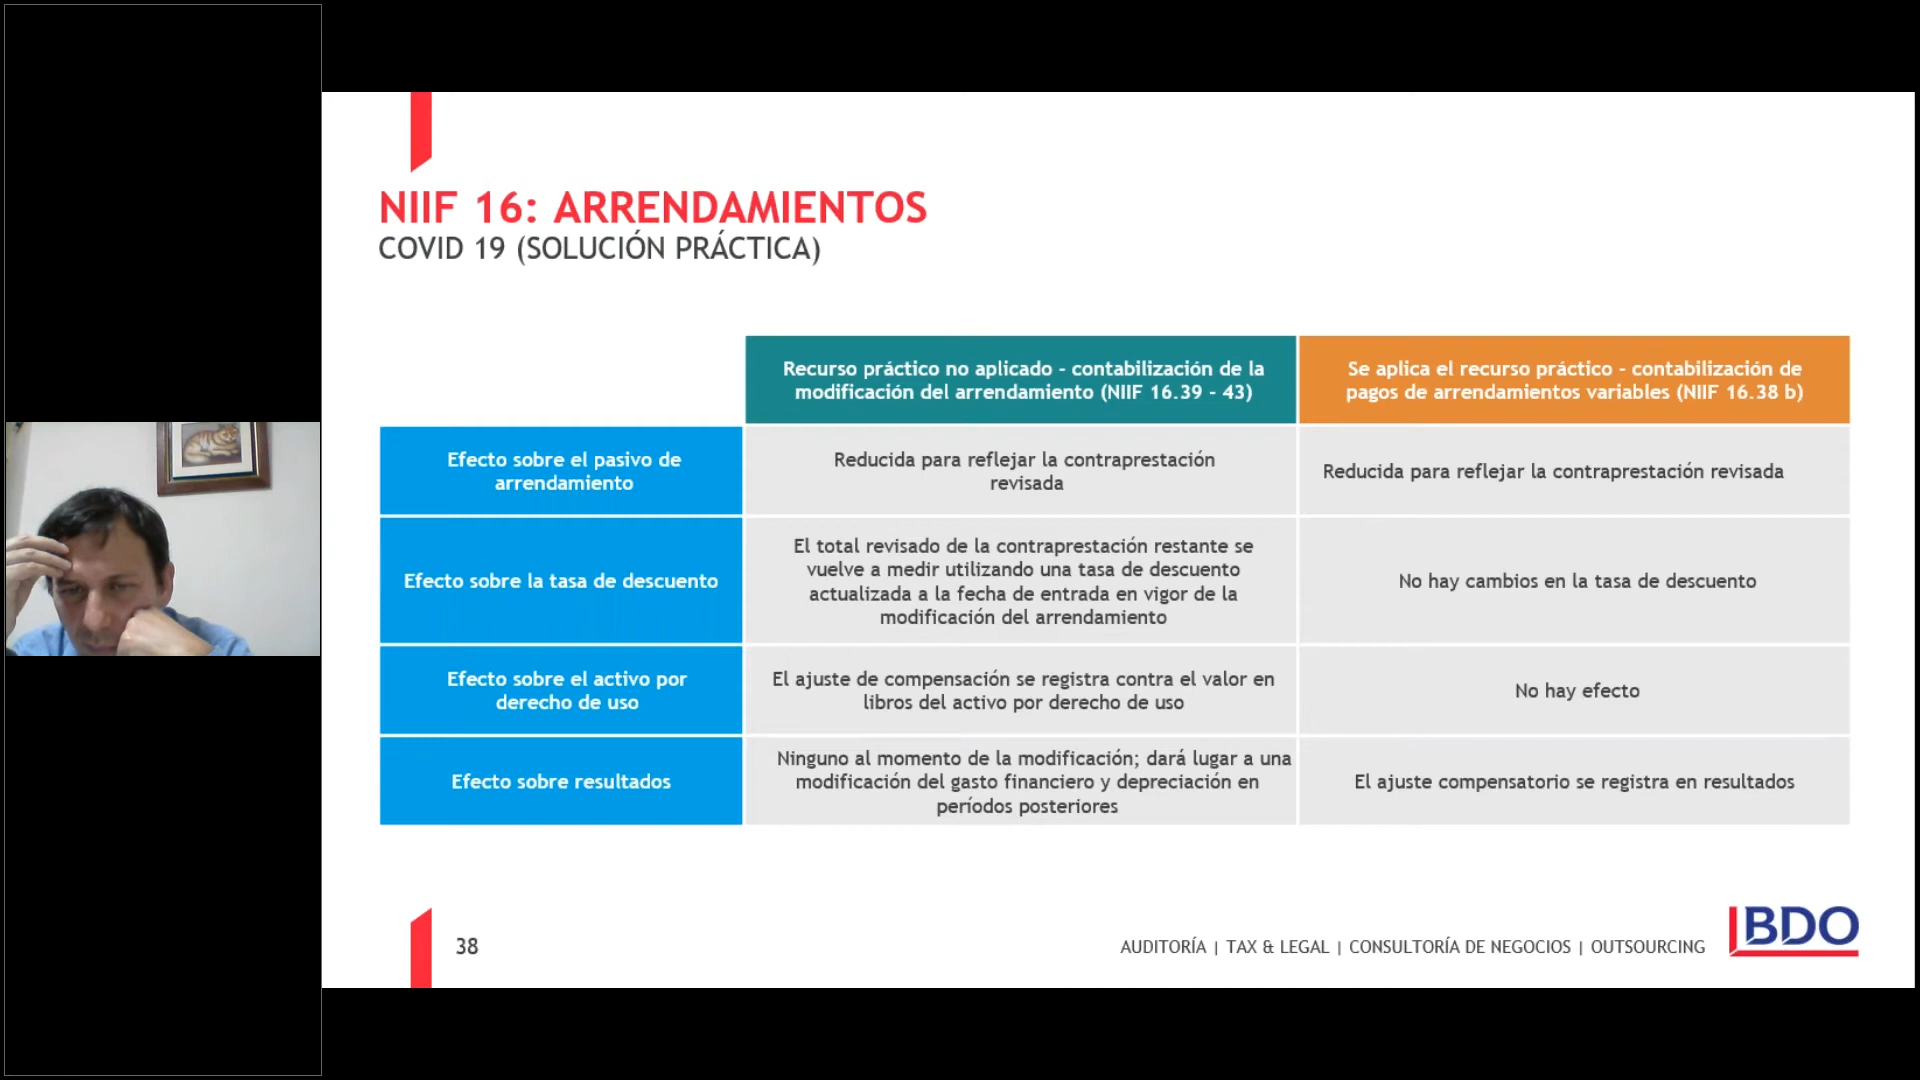 NIIF 16: ARRENDAMIENTOS
COVID 19 (SOLUCIÓN PRÁCTICA)
Recurso práctico no aplicado - contabilización de la
modificación del arrendamiento (NIIF 16.39 - 43)
Se aplica el recurso práctico - contabilización de
pagos de arrendamientos variables (NIIF 16.38 b)
Efecto sobre el pasivo de
arrendamiento
Reducida para reflejar la contraprestación
revisada
Reducida para reflejar la contraprestación revisada
Efecto sobre la tasa de descuento
El total revisado de la contraprestación restante se
vuelve a medir utilizando una tasa de descuento
actualizada a la fecha de entrada en vigor de la
modificación del arrendamiento
No hay cambios en la tasa de descuento
Efecto sobre el activo por
derecho de uso
El ajuste de compensación se registra contra el valor en
libros del activo por derecho de uso
No hay efecto
Efecto sobre resultados
Ninguno al momento de la modificación; dará lugar a una
modificación del gasto financiero y depreciación en
períodos posteriores
El ajuste compensatorio se registra en resultados
38
AUDITORÍA | TAX & LEGAL | CONSULTORÍA DE NEGOCIOS | OUTSOURCING
BDO